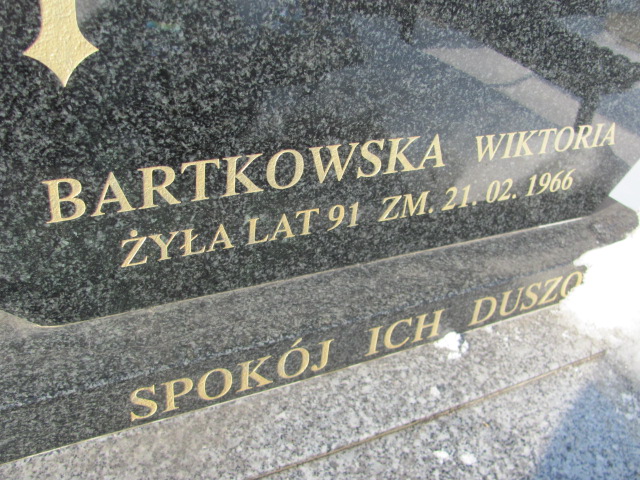 BARTKOWSKA WIKTORIA
ŻYŁA LAT 91 ZM. 21. 02. 1966
SPOKÓJ ICH DUSZO